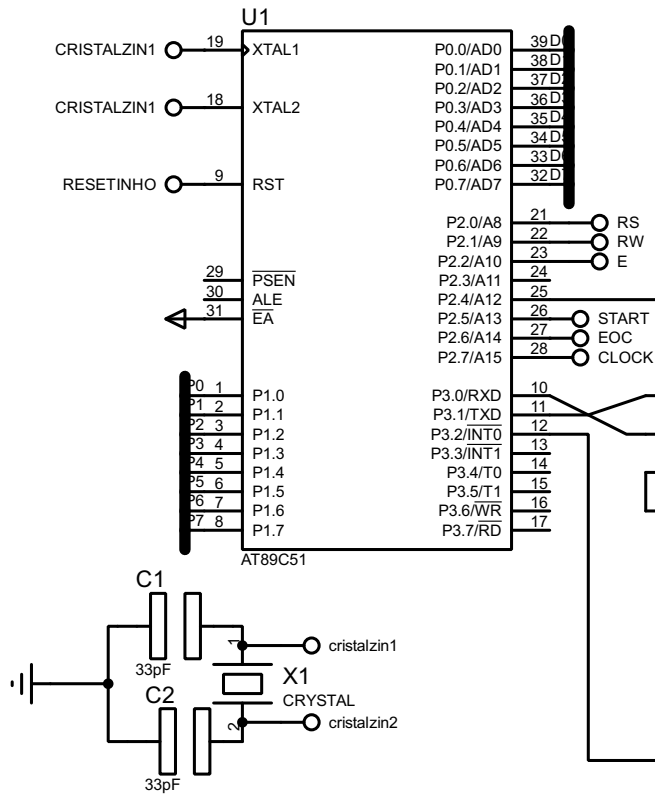 U1
CRISTALZIN1 19 XTAL1
CRISTALZIN1 18 XTAL2
RESETINHO 9 RST
29 PSEN
30 ALE
31 EA
P0 1 P1.0
P1 2 P1.1
P2 3 P1.2
P3 4 P1.3
P4 5 P1.4
P5 6 P1.5
P6 7 P1.6
P7 8 P1.7
P0.0/AD0 39 D0
P0.1/AD1 38 D1
P0.2/AD2 37 D2
P0.3/AD3 36 D3
P0.4/AD4 35 D4
P0.5/AD5 34 D5
P0.6/AD6 33 D6
P0.7/AD7 32 D7
P2.0/A8 21 RS
P2.1/A9 22 RW
P2.2/A10 23 E
P2.3/A11 24
P2.4/A12 25
P2.5/A13 26 START
P2.6/A14 27 EOC
P2.7/A15 28 CLOCK
P3.0/RXD 10
P3.1/TXD 11
P3.2/INT0 12
P3.3/INT1 13
P3.4/T0 14
P3.5/T1 15
P3.6/WR 16
P3.7/RD 17
AT89C51
C1
33pF
C2
33pF
1 cristalzin1
X1
CRYSTAL
2 cristalzin2